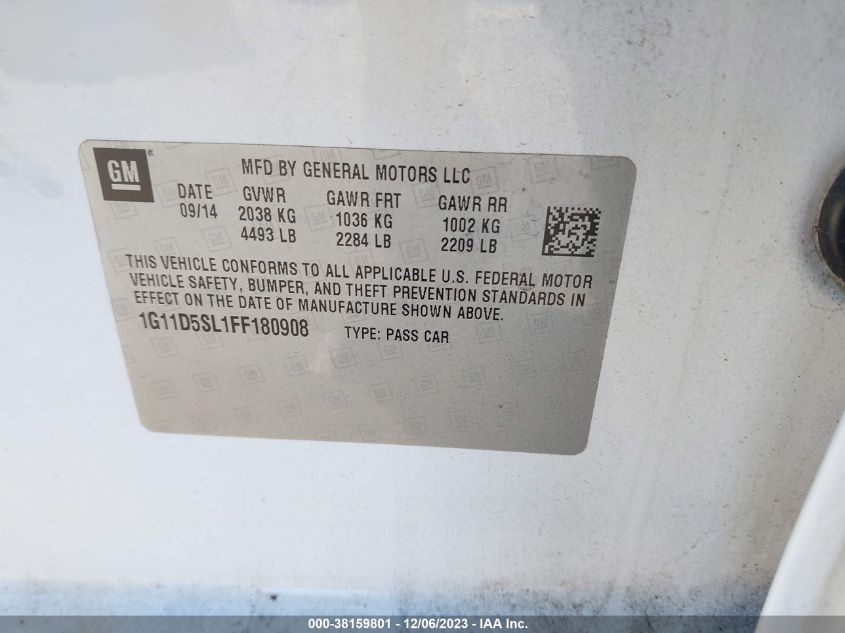 GM ®
MFD BY GENERAL MOTORS LLC
DATE GVWR GAWR FRT GAWR RR
09/14 2038 KG 1036 KG 1002 KG
4493 LB 2284 LB 2209 LB
THIS VEHICLE CONFORMS TO ALL APPLICABLE U.S. FEDERAL MOTOR
VEHICLE SAFETY, BUMPER, AND THEFT PREVENTION STANDARDS IN
EFFECT ON THE DATE OF MANUFACTURE SHOWN ABOVE.
1G11D5SL1FF180908 TYPE: PASS CAR
000-38159801 - 12/06/2023 - IAA Inc.